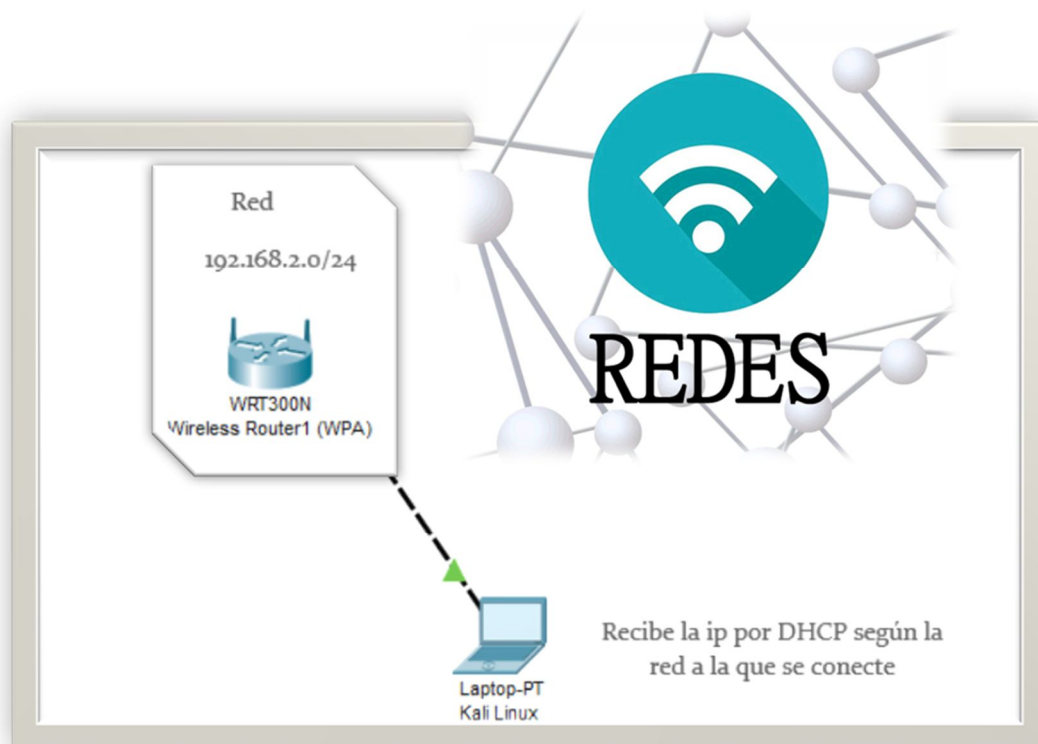 Red
192.168.2.0/24
WRT300N
Wireless Router1 (WPA)
REDES
Recibe la ip por DHCP según la
red a la que se conecte
Laptop-PT
Kali Linux